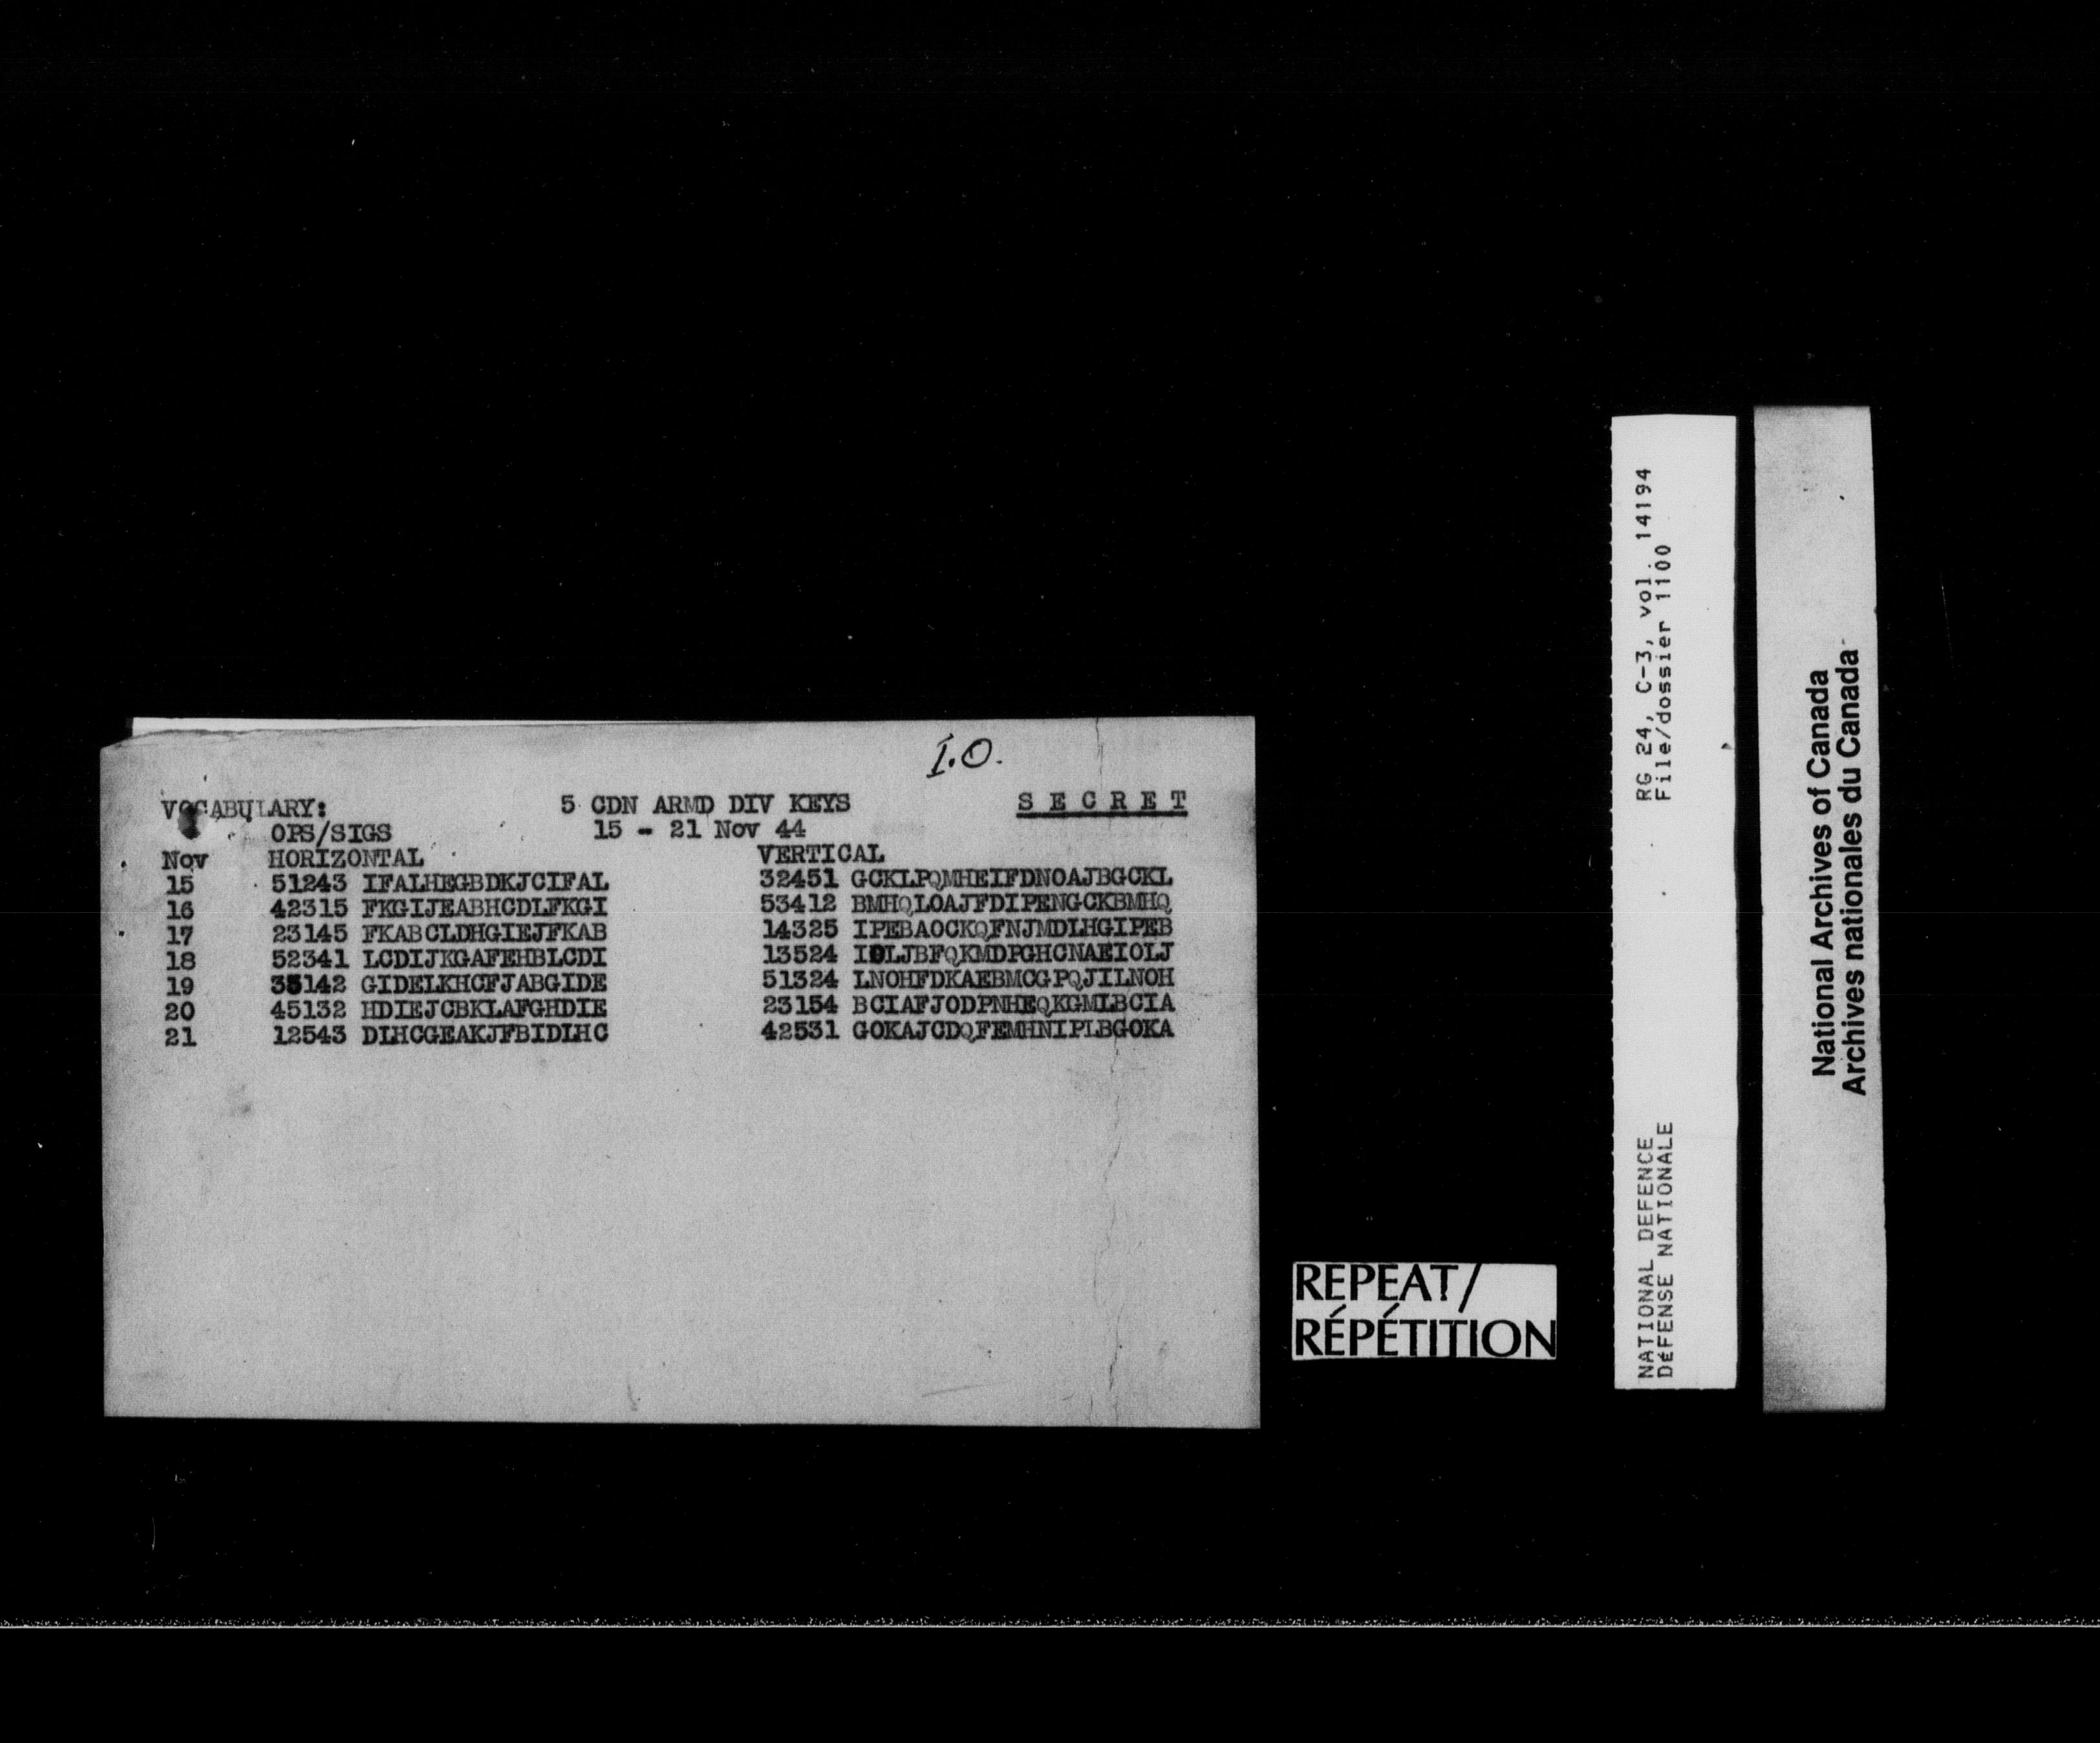 I.O.
VOCABULARY: 5 CDN ARMD DIV KEYS S E C R E T
OPS/SIGS 15 - 21 Nov 44
Nov HORIZONTAL VERTICAL
15 51243 IFALHEGBDKJCIFAL 32451 GCKLPQMHEIFDNOAJBGCKL
16 42315 FKGIJEABHCDLFKGI 53412 BMHQLOAJFDIPENGCKBMHQ
17 23145 FKABCLDHGIEJFKAB 14325 IPEBAOCKQFNJMDLHGIPEB
18 52341 LCDIJKGAFEHBLCDI 13524 IOLJBFQKMDPGHCNAEIOLJ
19 35142 GIDELKHCFJABGIDE 51324 LNOHFDKAEBMCGPQJILNOH
20 45132 HDIEJCBKLAFGHDIE 23154 BCIAFJODPNHEQKGMLBCIA
21 12543 DLHCGEAKJFBIDLHC 42531 GOKAJCDQFEMHNIPLBGOKA
REPEAT/
RÉPÉTITION
NATIONAL DEFENCE RG 24, C-3, vol. 14194
DÉFENSE NATIONALE File/dossier 1100
National Archives of Canada
Archives nationales du Canada